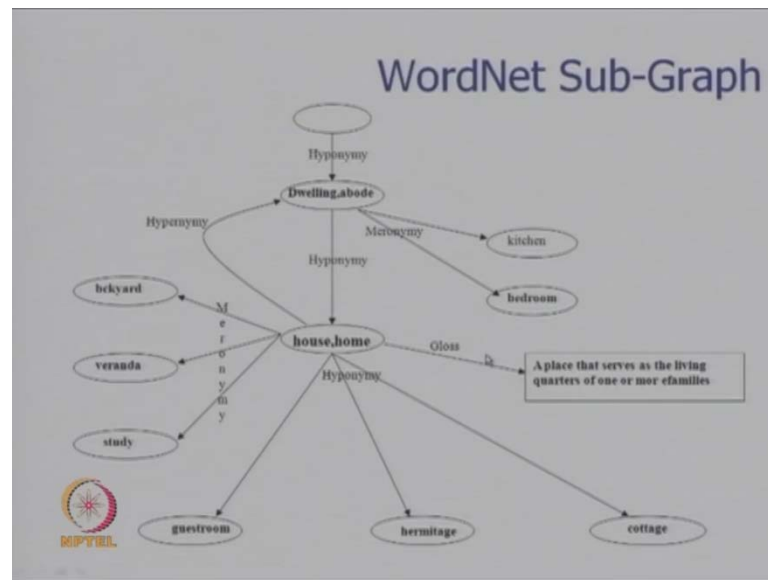 WordNet Sub-Graph
Hyponymy
Dwelling,abode
Hypernymy
Meronymy
kitchen
Hyponymy
bckyard
bedroom
M
e
r
o
n
y
m
y
house,home
Gloss
veranda
Hyponymy
A place that serves as the living
quarters of one or mor efamilies
study
guestroom
hermitage
cottage
NPTEL